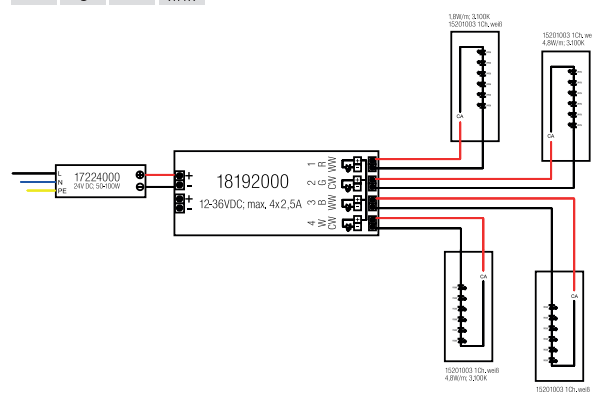 1,8W/m; 3.100K
15201003 1Ch. weiß
15201003 1Ch. we
4,8W/m; 3.100K
CA
CA
L
N
PE
17224000
24V DC; 50-100W
+
-
+
-
18192000
12-36VDC; max. 4x2,5A
1 R WW
2 G CW
3 B WW
4 W CW
CA
CA
15201003 1Ch. weiß
4,8W/m; 3.100K
15201003 1Ch. weiß